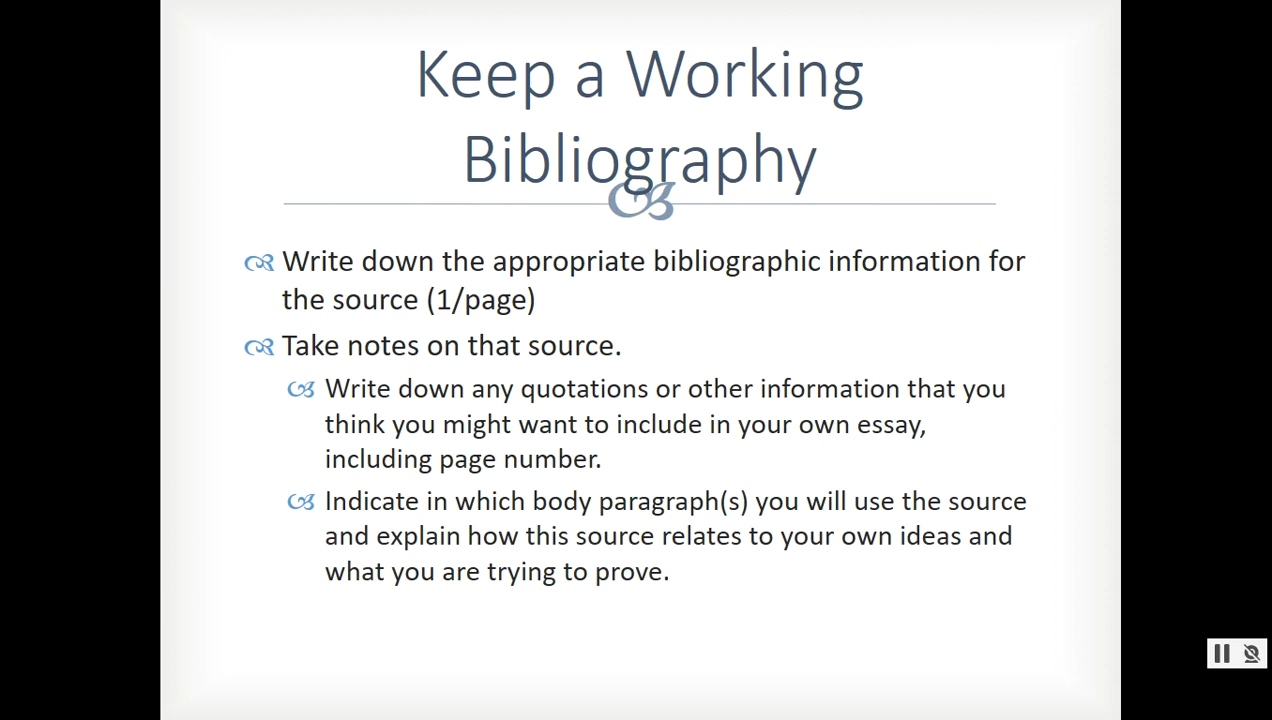 Keep a Working
Bibliography
Write down the appropriate bibliographic information for
the source (1/page)
Take notes on that source.
Write down any quotations or other information that you
think you might want to include in your own essay,
including page number.
Indicate in which body paragraph(s) you will use the source
and explain how this source relates to your own ideas and
what you are trying to prove.